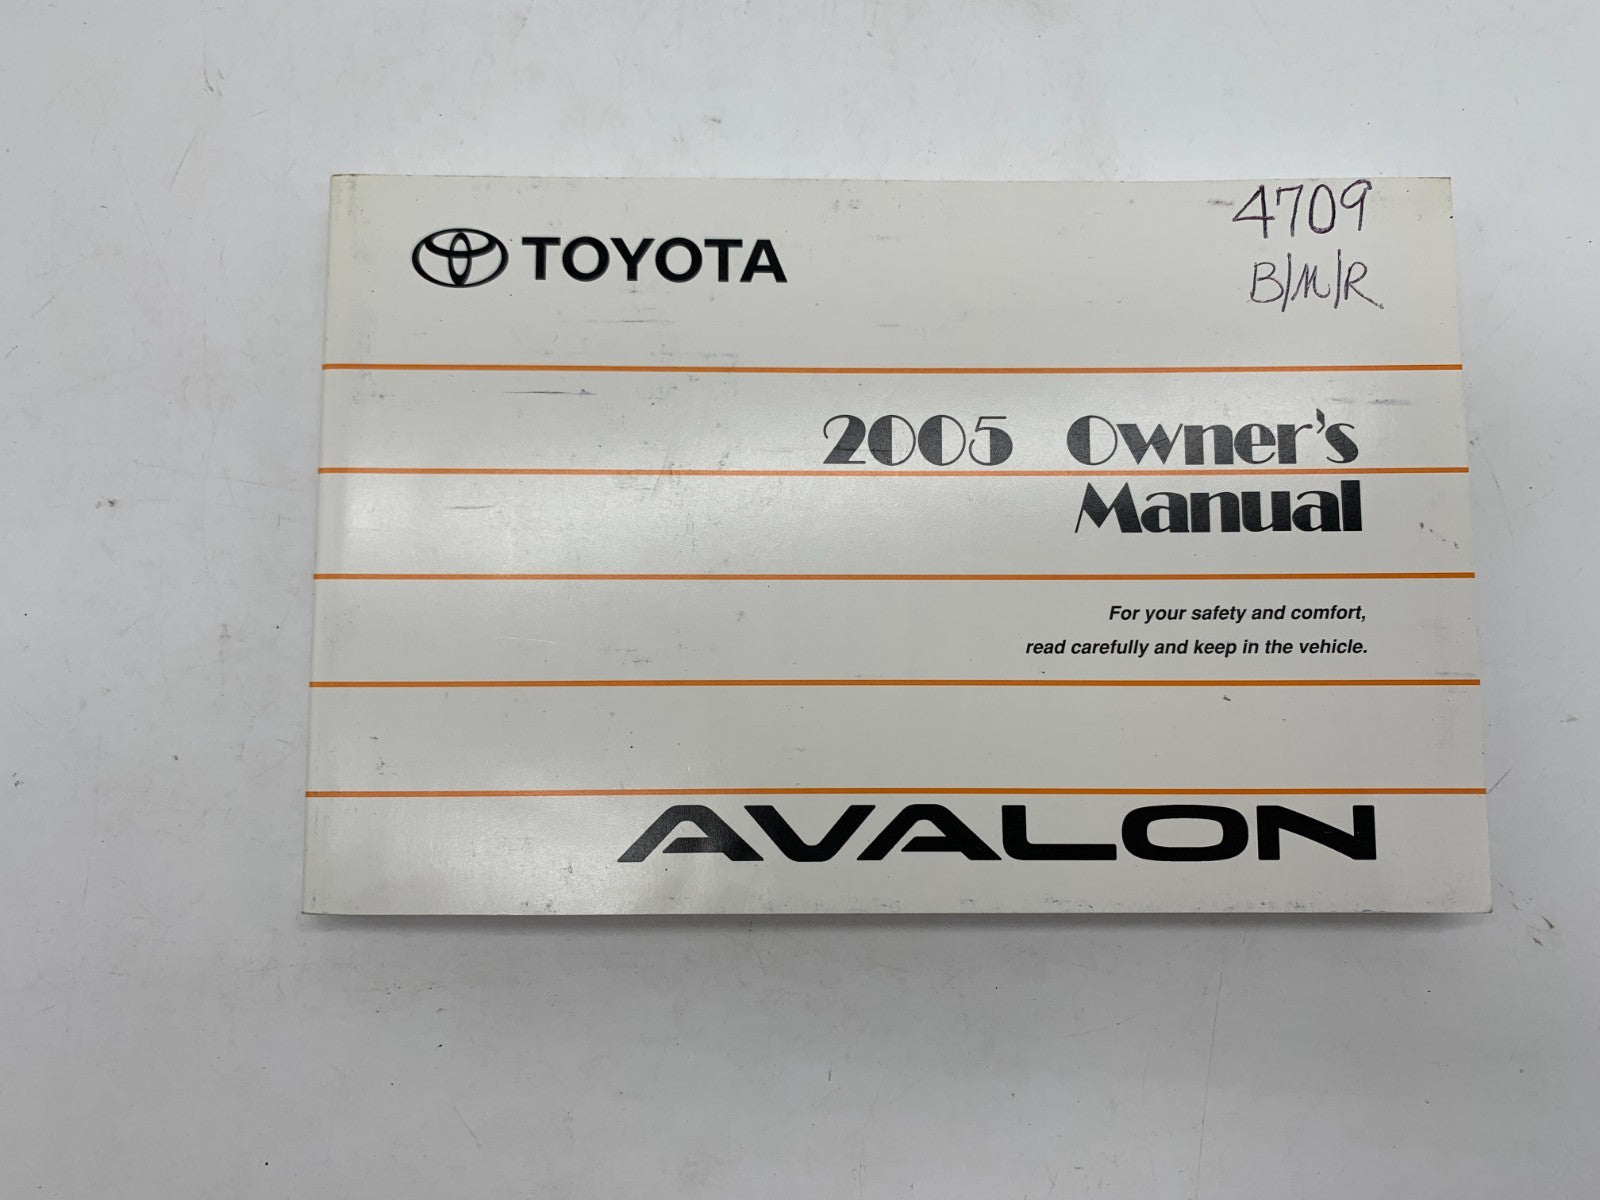 TOYOTA
4709
B/M/R
2005 Owner's
Manual
For your safety and comfort,
read carefully and keep in the vehicle.
AVALON